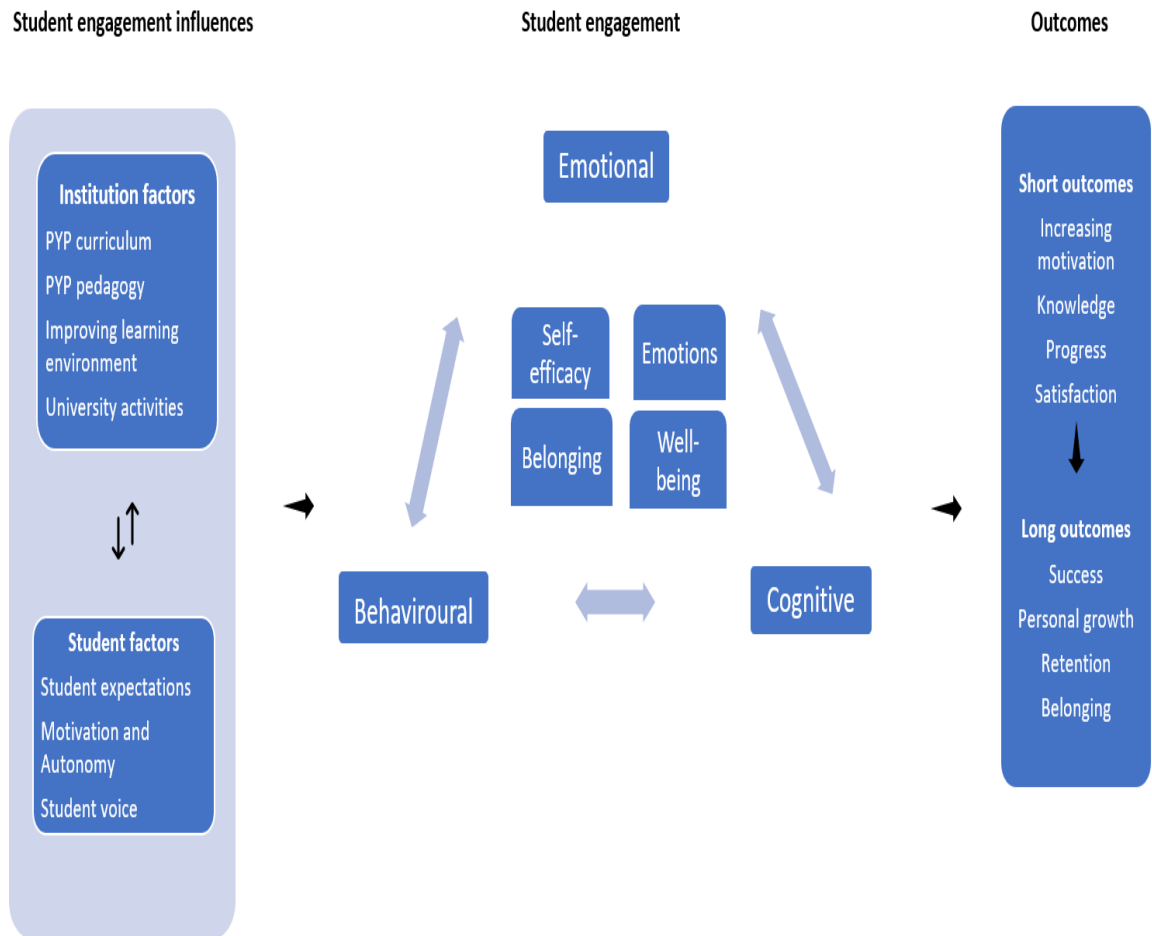 Student engagement influences
Student engagement
Outcomes
Institution factors
PYP curriculum
PYP pedagogy
Improving learning
environment
University activities
Student factors
Student expectations
Motivation and
Autonomy
Student voice
Emotional
Self-
efficacy
Emotions
Belonging
Well-
being
Behaviroural
Cognitive
Short outcomes
Increasing
motivation
Knowledge
Progress
Satisfaction
Long outcomes
Success
Personal growth
Retention
Belonging